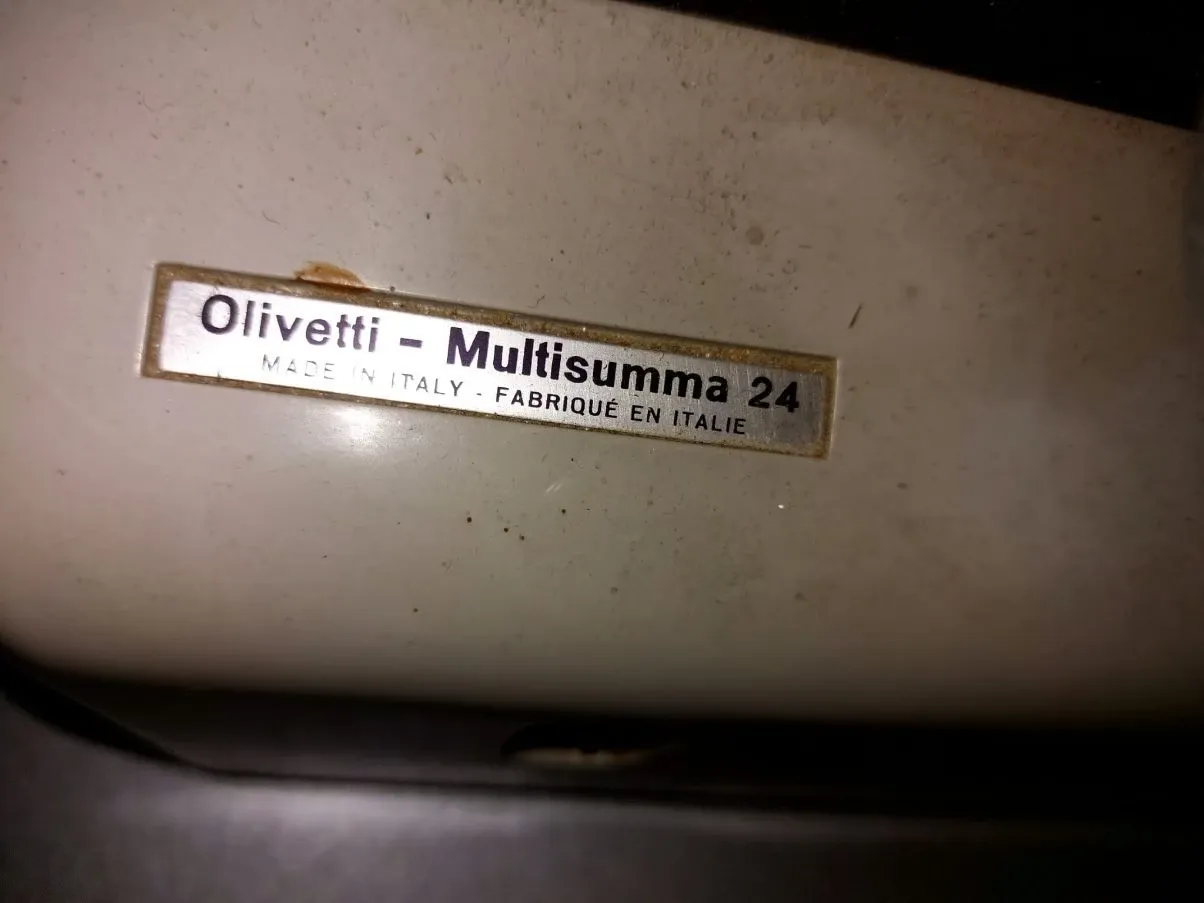 Olivetti - Multisumma 24
MADE IN ITALY - FABRIQUÉ EN ITALIE